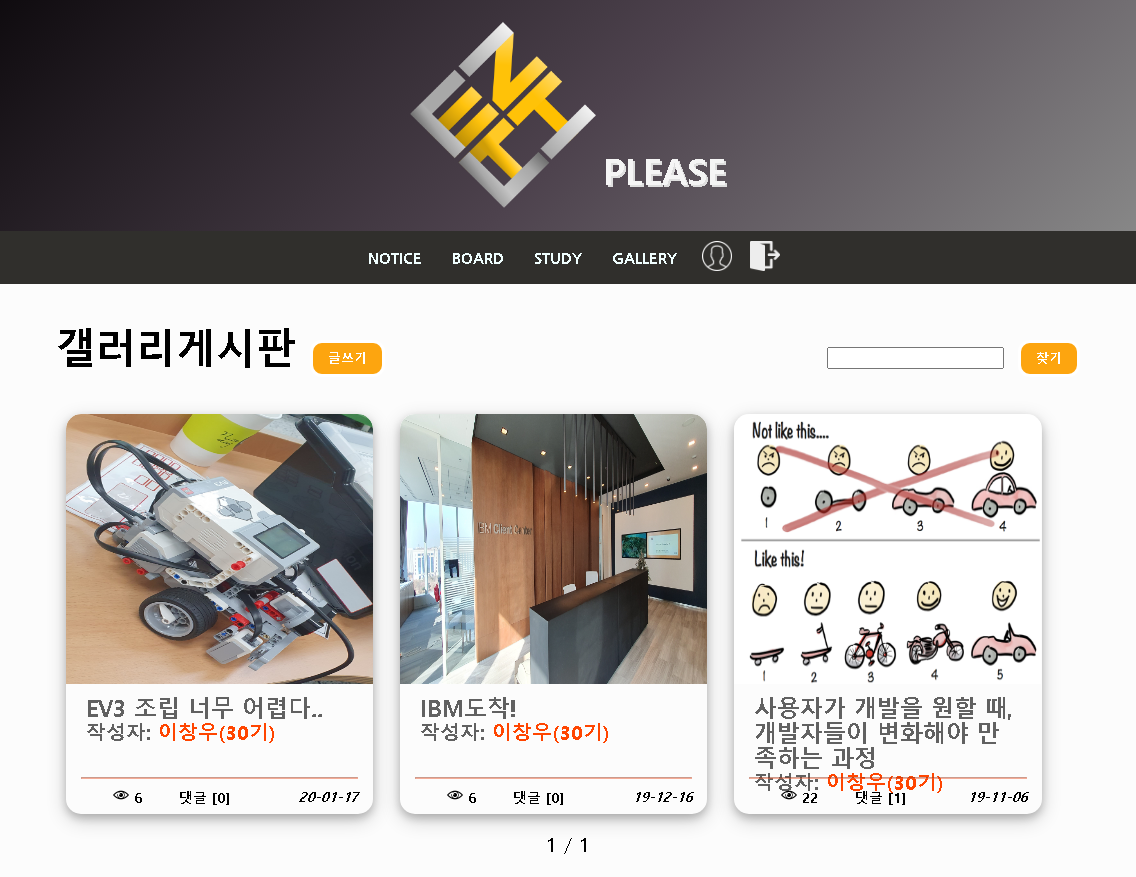 PLEASE
NOTICE BOARD STUDY GALLERY
갤러리게시판 글쓰기 찾기
IBM Client Center
Not like this....
1 2 3 4
Like this!
1 2 3 4 5
EV3 조립 너무 어렵다..
작성자: 이창우(30기)
6 댓글 [0] 20-01-17
IBM도착!
작성자: 이창우(30기)
6 댓글 [0] 19-12-16
사용자가 개발을 원할 때,
개발자들이 변화해야 만
족하는 과정
작성자: 이창우(30기)
22 댓글 [1] 19-11-06
1 / 1